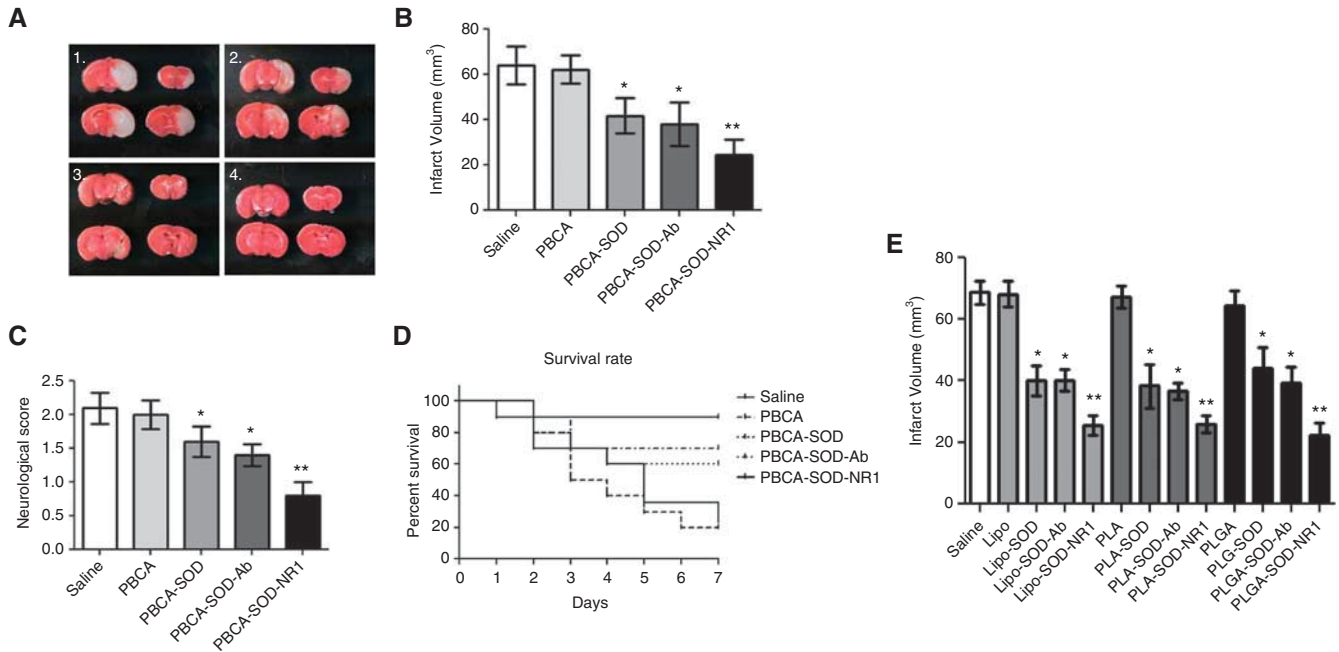 A
1.
2.
3.
4.
B
80
60
40
20
0
Infarct Volume (mm³)
*
*
**
Saline
PBCA
PBCA-SOD
PBCA-SOD-Ab
PBCA-SOD-NR1
C
2.5
2.0
1.5
1.0
0.5
0.0
Neurological score
*
*
**
Saline
PBCA
PBCA-SOD
PBCA-SOD-Ab
PBCA-SOD-NR1
D
Survival rate
100
80
60
40
20
0
Percent survival
0 1 2 3 4 5 6 7
Days
Saline
PBCA
PBCA-SOD
PBCA-SOD-Ab
PBCA-SOD-NR1
E
80
60
40
20
0
Infarct Volume (mm³)
*
*
**
*
*
**
*
*
**
Saline
Lipo
Lipo-SOD
Lipo-SOD-Ab
Lipo-SOD-NR1
PLA
PLA-SOD
PLA-SOD-Ab
PLA-SOD-NR1
PLGA
PLG-SOD
PLGA-SOD-Ab
PLGA-SOD-NR1